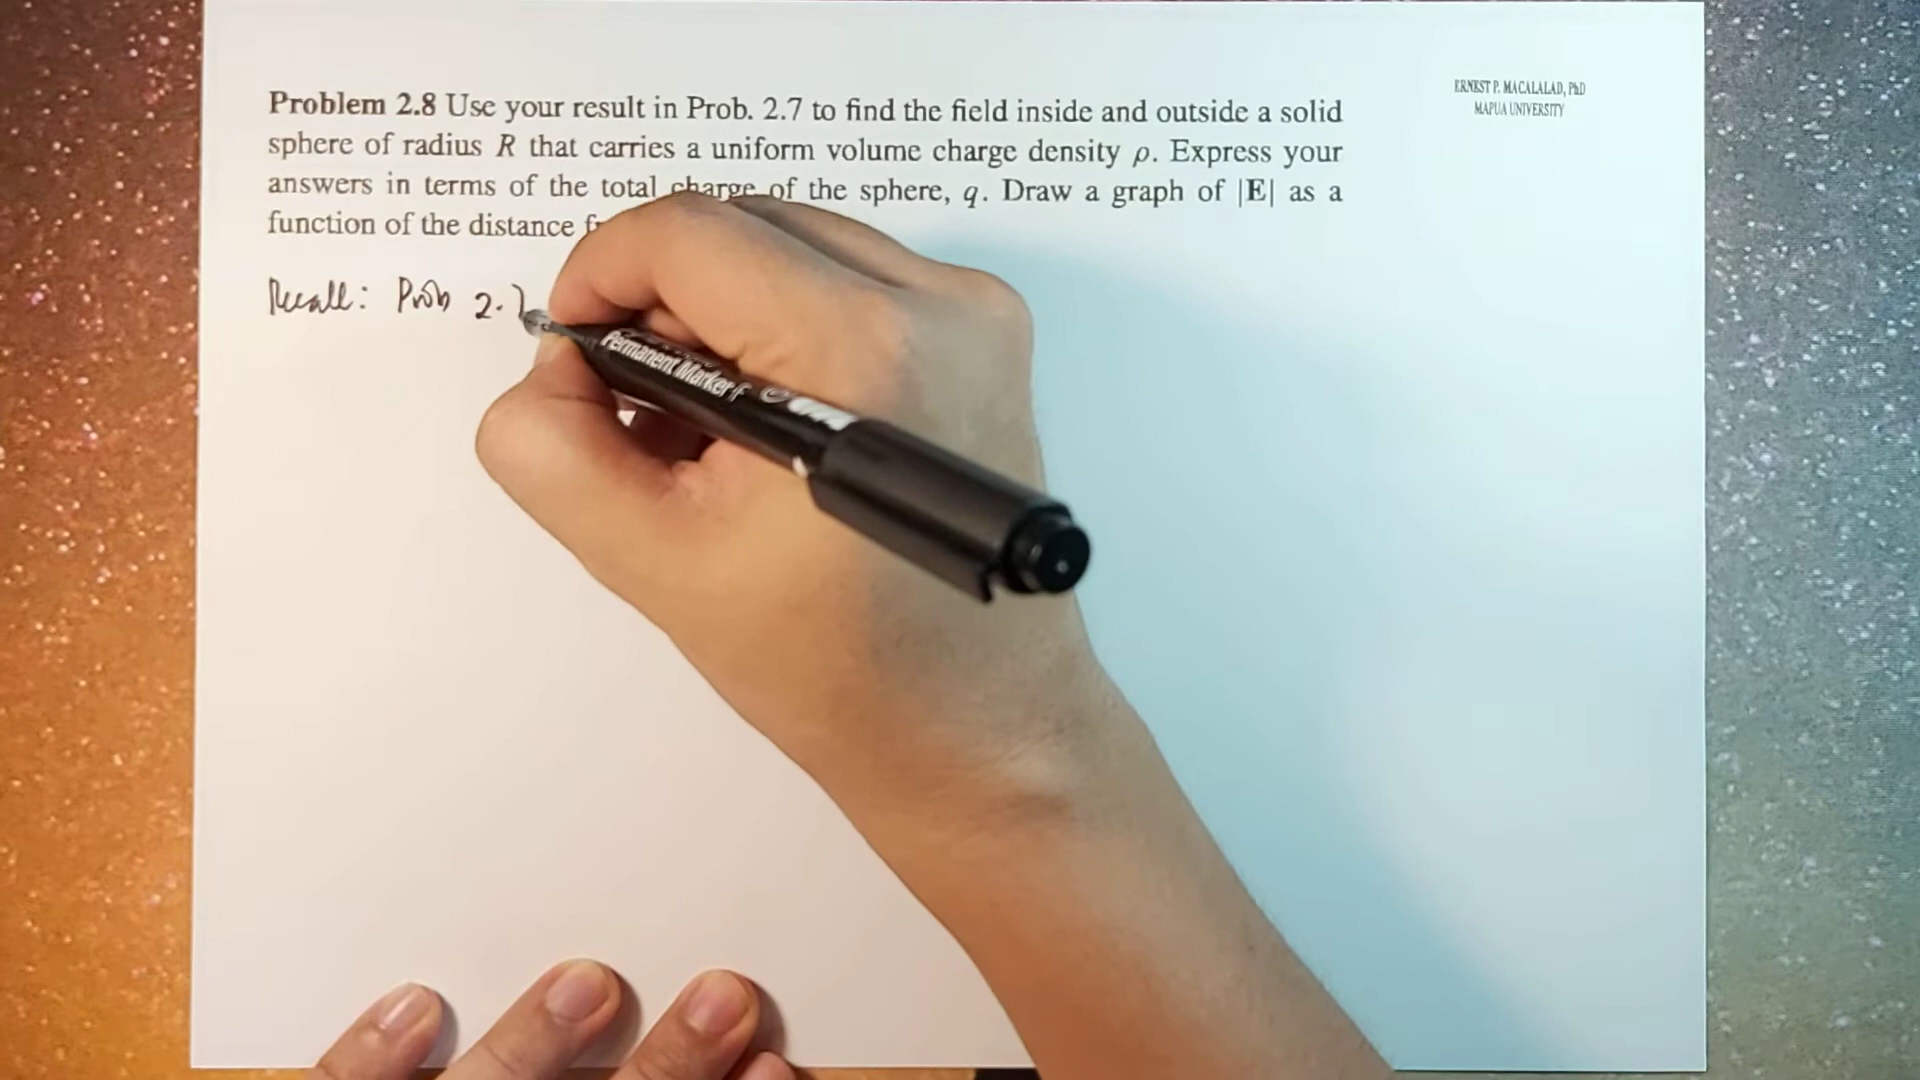 Problem 2.8 Use your result in Prob. 2.7 to find the field inside and outside a solid
sphere of radius R that carries a uniform volume charge density ρ. Express your
answers in terms of the total charge of the sphere, q. Draw a graph of |E| as a
function of the distance
ERNEST P. MACALALAD, PhD
MAPUA UNIVERSITY
Recall: Prob 2.7
Permanent Marker F